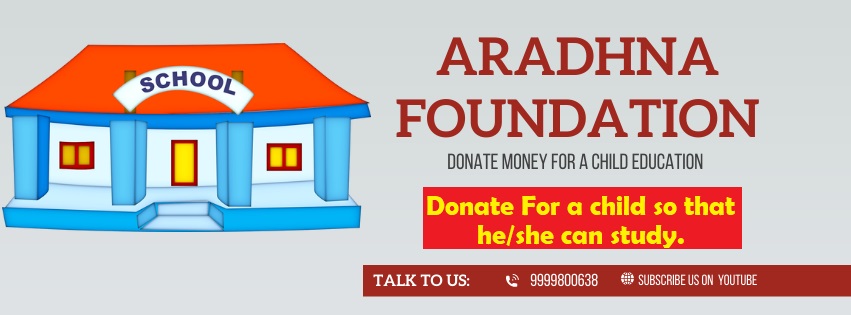 SCHOOL
ARADHNA
FOUNDATION
DONATE MONEY FOR A CHILD EDUCATION
Donate For a child so that
he/she can study.
TALK TO US: 9999800638 SUBSCRIBE US ON YOUTUBE